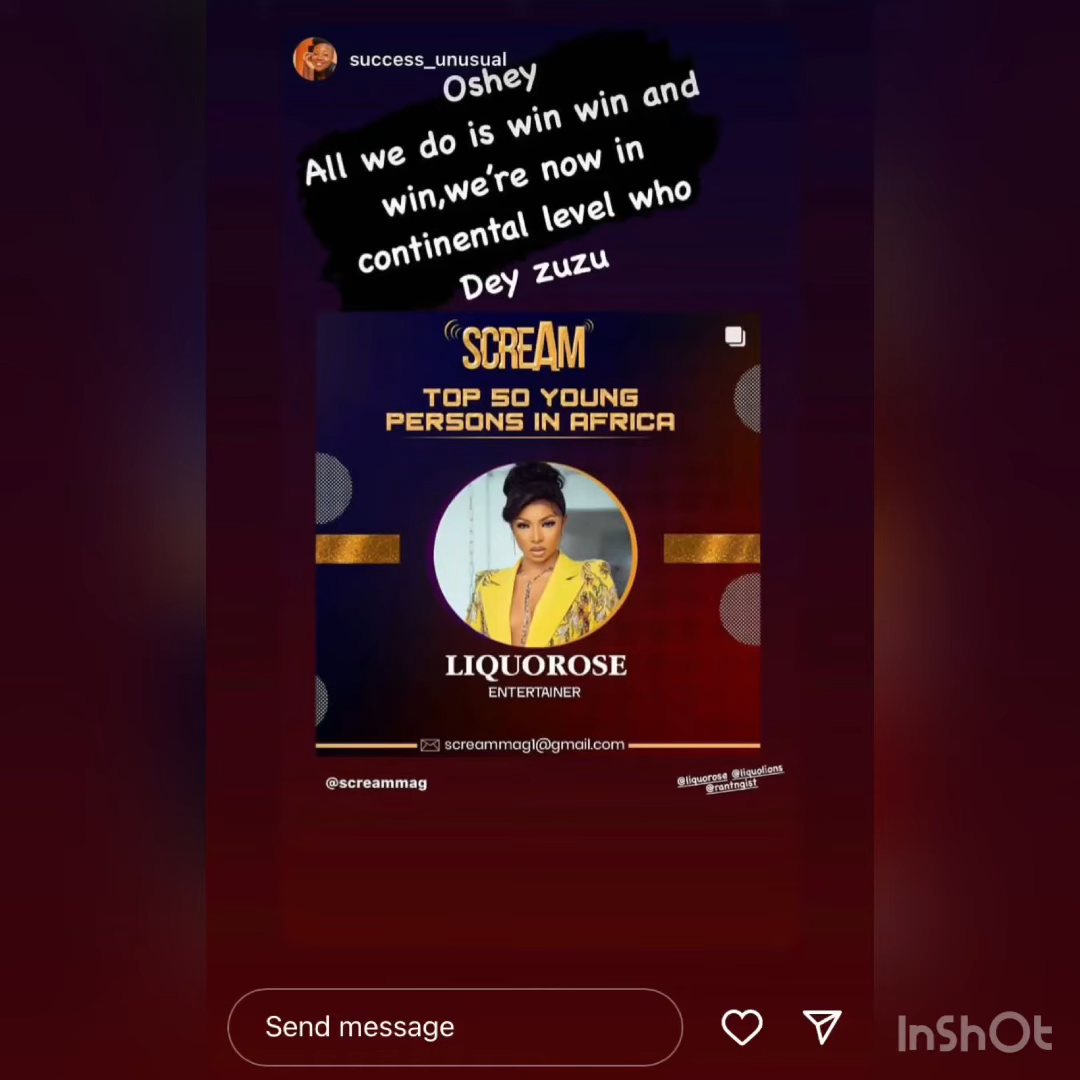 success_unusual
Oshey
All we do is win win and
win,we're now in
continental level who
Dey zuzu
SCREAM
TOP 50 YOUNG
PERSONS IN AFRICA
LIQUOROSE
ENTERTAINER
screammag1@gmail.com
@screammag
@liquorose @liquolions
@rantngist
Send message
InShOt